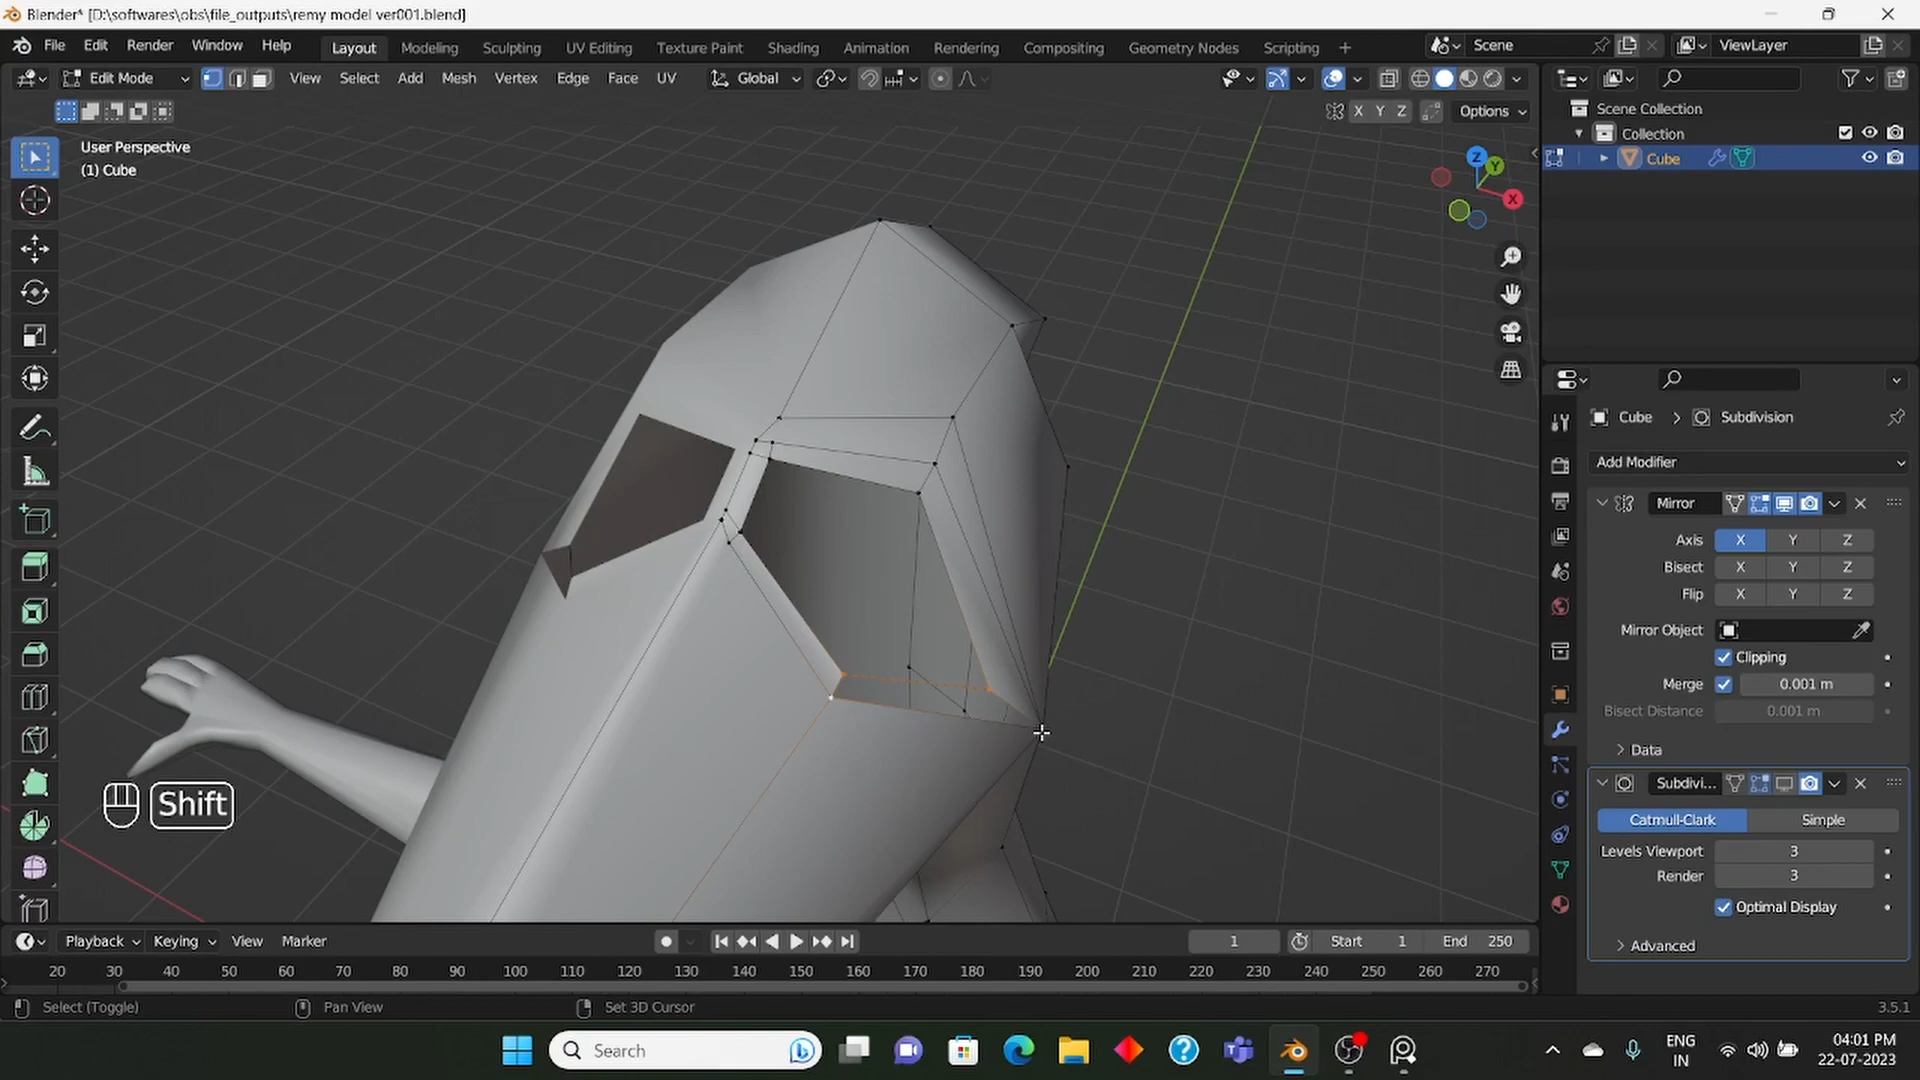 Blender* [D:\softwares\obs\file_outputs\remy model ver001.blend]
File Edit Render Window Help Layout Modeling Sculpting UV Editing Texture Paint Shading Animation Rendering Compositing Geometry Nodes Scripting + Scene ViewLayer
Edit Mode View Select Add Mesh Vertex Edge Face UV Global
X Y Z Options
User Perspective
(1) Cube
Z Y X
Scene Collection
Collection
Cube
Cube > Subdivision
Add Modifier
Mirror
Axis X Y Z
Bisect X Y Z
Flip X Y Z
Mirror Object
Clipping
Merge 0.001 m
Bisect Distance 0.001 m
Data
Subdivi...
Catmull-Clark Simple
Levels Viewport 3
Render 3
Optimal Display
Advanced
Shift
Playback Keying View Marker 1 Start 1 End 250
20 30 40 50 60 70 80 90 100 110 120 130 140 150 160 170 180 190 200 210 220 230 240 250 260 270
Select (Toggle) Pan View Set 3D Cursor 3.5.1
Search
ENG
IN
04:01 PM
22-07-2023